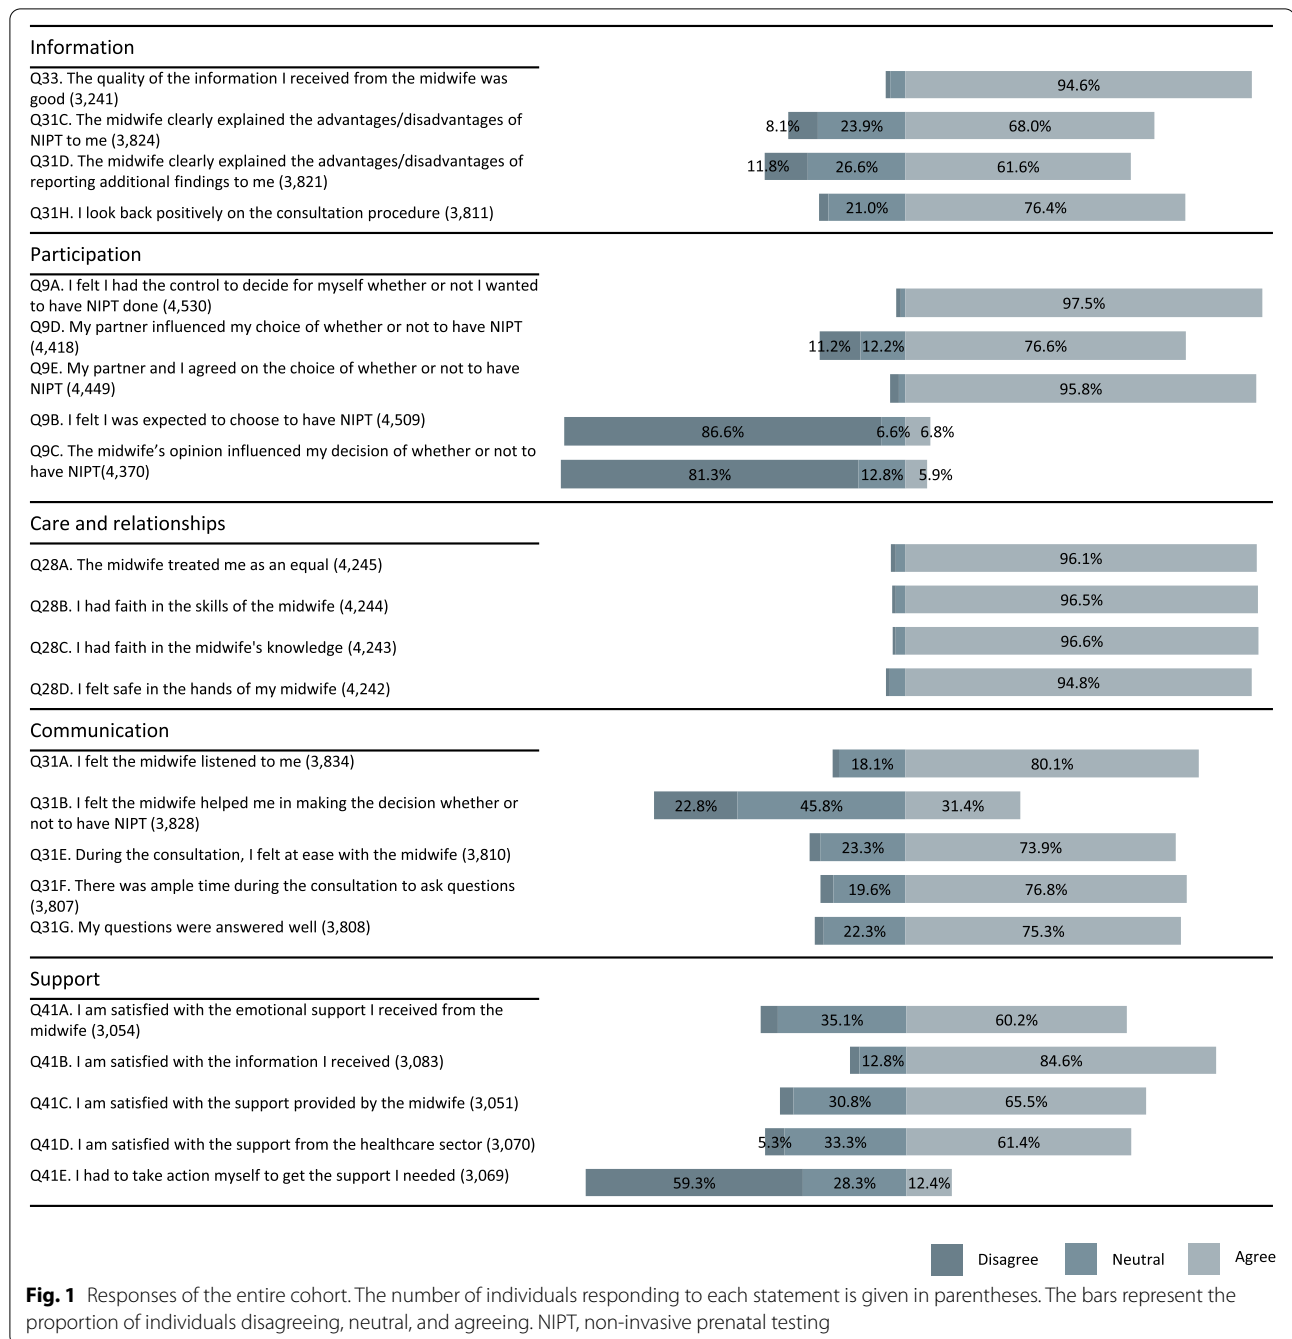 Information
Q33. The quality of the information I received from the midwife was
good (3,241)
94.6%
Q31C. The midwife clearly explained the advantages/disadvantages of
NIPT to me (3,824)
8.1% 23.9% 68.0%
Q31D. The midwife clearly explained the advantages/disadvantages of
reporting additional findings to me (3,821)
11.8% 26.6% 61.6%
Q31H. I look back positively on the consultation procedure (3,811)
21.0% 76.4%
Participation
Q9A. I felt I had the control to decide for myself whether or not I wanted
to have NIPT done (4,530)
97.5%
Q9D. My partner influenced my choice of whether or not to have NIPT
(4,418)
11.2% 12.2% 76.6%
Q9E. My partner and I agreed on the choice of whether or not to have
NIPT (4,449)
95.8%
Q9B. I felt I was expected to choose to have NIPT (4,509)
86.6% 6.6% 6.8%
Q9C. The midwife’s opinion influenced my decision of whether or not to
have NIPT(4,370)
81.3% 12.8% 5.9%
Care and relationships
Q28A. The midwife treated me as an equal (4,245)
96.1%
Q28B. I had faith in the skills of the midwife (4,244)
96.5%
Q28C. I had faith in the midwife's knowledge (4,243)
96.6%
Q28D. I felt safe in the hands of my midwife (4,242)
94.8%
Communication
Q31A. I felt the midwife listened to me (3,834)
18.1% 80.1%
Q31B. I felt the midwife helped me in making the decision whether or
not to have NIPT (3,828)
22.8% 45.8% 31.4%
Q31E. During the consultation, I felt at ease with the midwife (3,810)
23.3% 73.9%
Q31F. There was ample time during the consultation to ask questions
(3,807)
19.6% 76.8%
Q31G. My questions were answered well (3,808)
22.3% 75.3%
Support
Q41A. I am satisfied with the emotional support I received from the
midwife (3,054)
35.1% 60.2%
Q41B. I am satisfied with the information I received (3,083)
12.8% 84.6%
Q41C. I am satisfied with the support provided by the midwife (3,051)
30.8% 65.5%
Q41D. I am satisfied with the support from the healthcare sector (3,070)
5.3% 33.3% 61.4%
Q41E. I had to take action myself to get the support I needed (3,069)
59.3% 28.3% 12.4%
Disagree Neutral Agree
Fig. 1 Responses of the entire cohort. The number of individuals responding to each statement is given in parentheses. The bars represent the
proportion of individuals disagreeing, neutral, and agreeing. NIPT, non-invasive prenatal testing